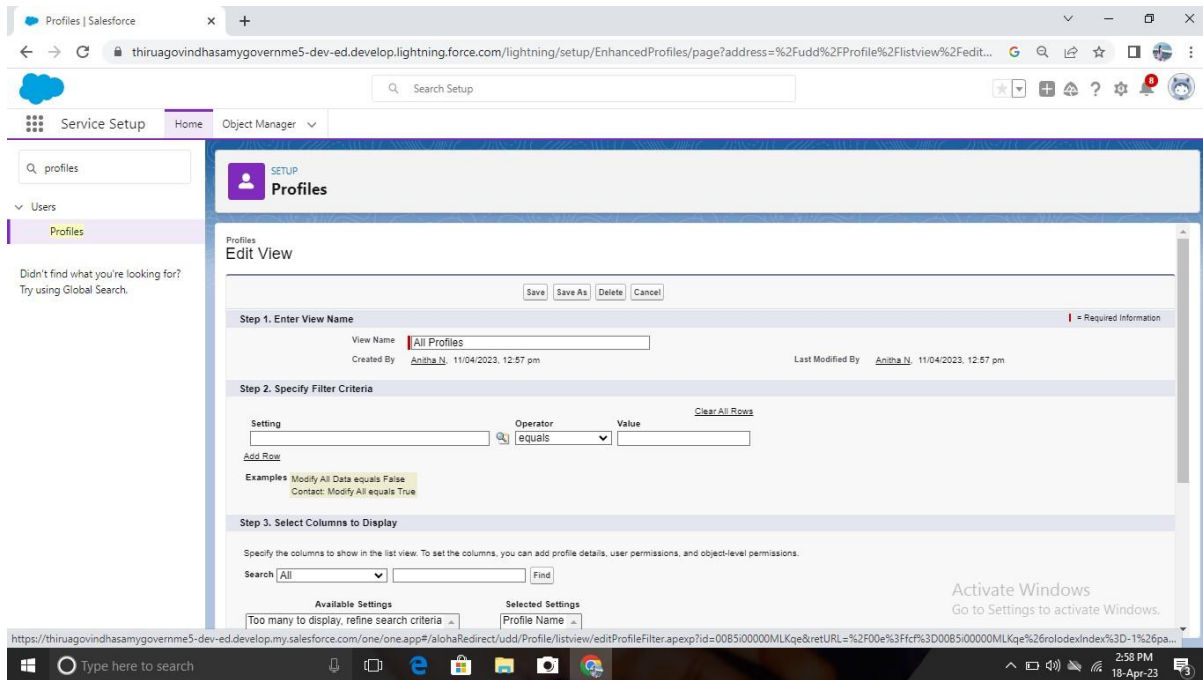 Profiles | Salesforce
thiruagovindhasamygovernme5-dev-ed.develop.lightning.force.com/lightning/setup/EnhancedProfiles/page?address=%2Fudd%2FProfile%2Flistview%2Fedit...
Search Setup
8
Service Setup Home Object Manager
profiles
Users
Profiles
Didn't find what you're looking for?
Try using Global Search.
SETUP
Profiles
Profiles
Edit View
Save Save As Delete Cancel
Step 1. Enter View Name
= Required Information
View Name All Profiles
Created By Anitha N, 11/04/2023, 12:57 pm Last Modified By Anitha N, 11/04/2023, 12:57 pm
Step 2. Specify Filter Criteria
Clear All Rows
Setting Operator Value
equals
Add Row
Examples Modify All Data equals False
Contact: Modify All equals True
Step 3. Select Columns to Display
Specify the columns to show in the list view. To set the columns, you can add profile details, user permissions, and object-level permissions.
Search All Find
Available Settings Selected Settings
Too many to display, refine search criteria Profile Name
Activate Windows
Go to Settings to activate Windows.
https://thiruagovindhasamygovernme5-dev-ed.develop.my.salesforce.com/one/one.app#/alohaRedirect/udd/Profile/listview/editProfileFilter.apexp?id=00B5i00000MLKqe&retURL=%2F00e%3Ffcf%3D00B5i00000MLKqe%26rolodexIndex%3D-1%26pa...
Type here to search
2:58 PM
18-Apr-23
3